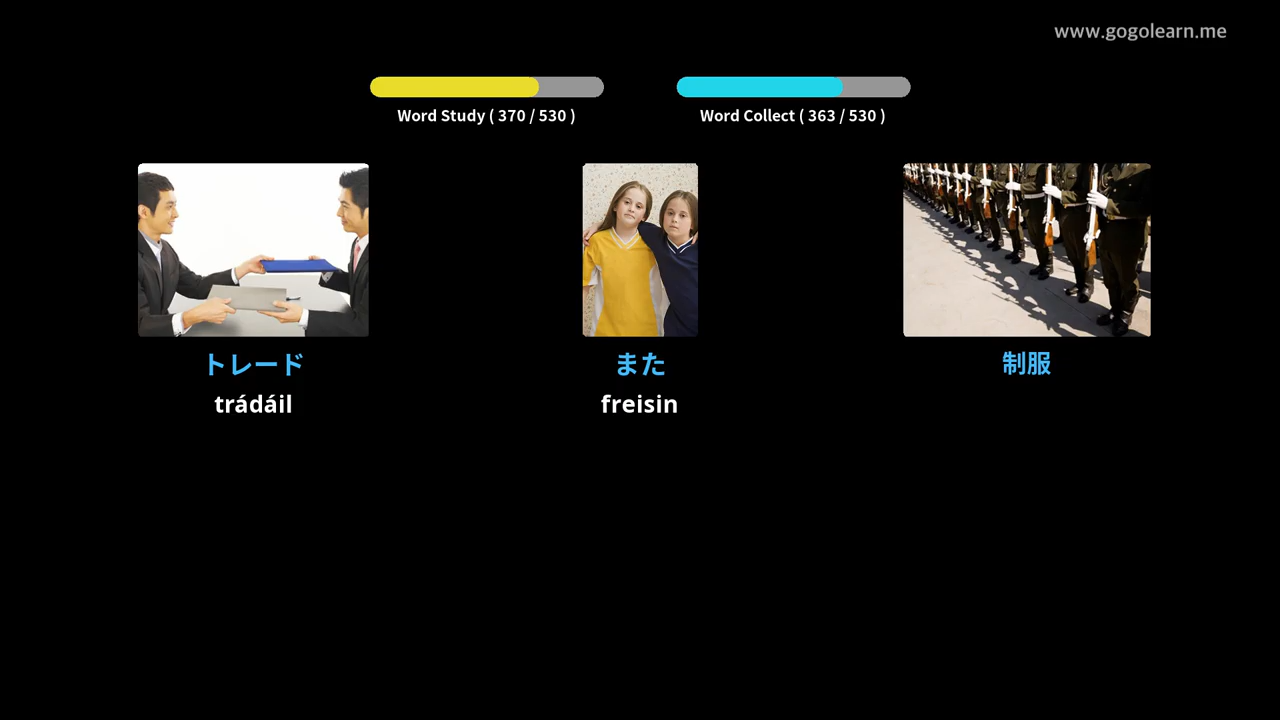 www.gogolearn.me
Word Study ( 370 / 530 )
Word Collect ( 363 / 530 )
トレード
また
制服
trádáil
freisin